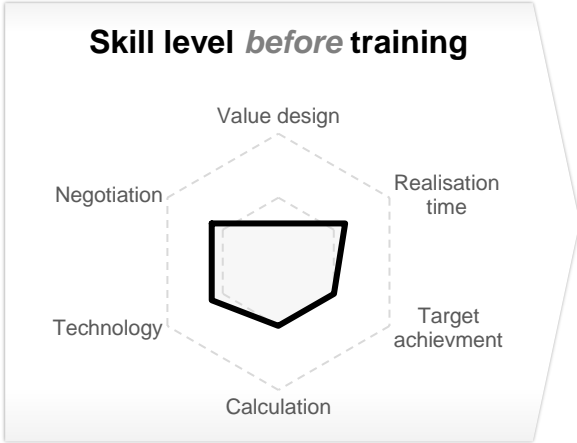 Skill level before training
Value design
Negotiation
Realisation
time
Technology
Target
achievment
Calculation